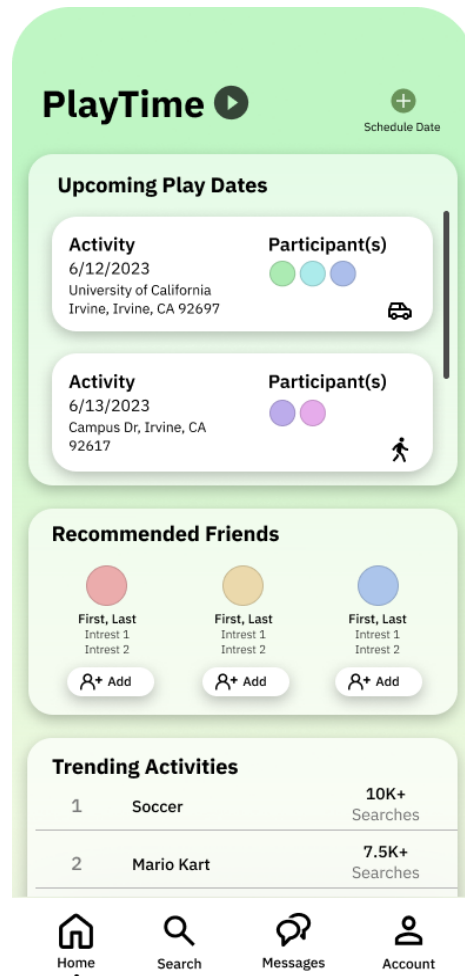 PlayTime
Schedule Date
Upcoming Play Dates
Activity
6/12/2023
University of California
Irvine, Irvine, CA 92697
Participant(s)
Activity
6/13/2023
Campus Dr, Irvine, CA
92617
Participant(s)
Recommended Friends
First, Last
Intrest 1
Intrest 2
Add
First, Last
Intrest 1
Intrest 2
Add
First, Last
Intrest 1
Intrest 2
Add
Trending Activities
1 Soccer 10K+
Searches
2 Mario Kart 7.5K+
Searches
Home Search Messages Account